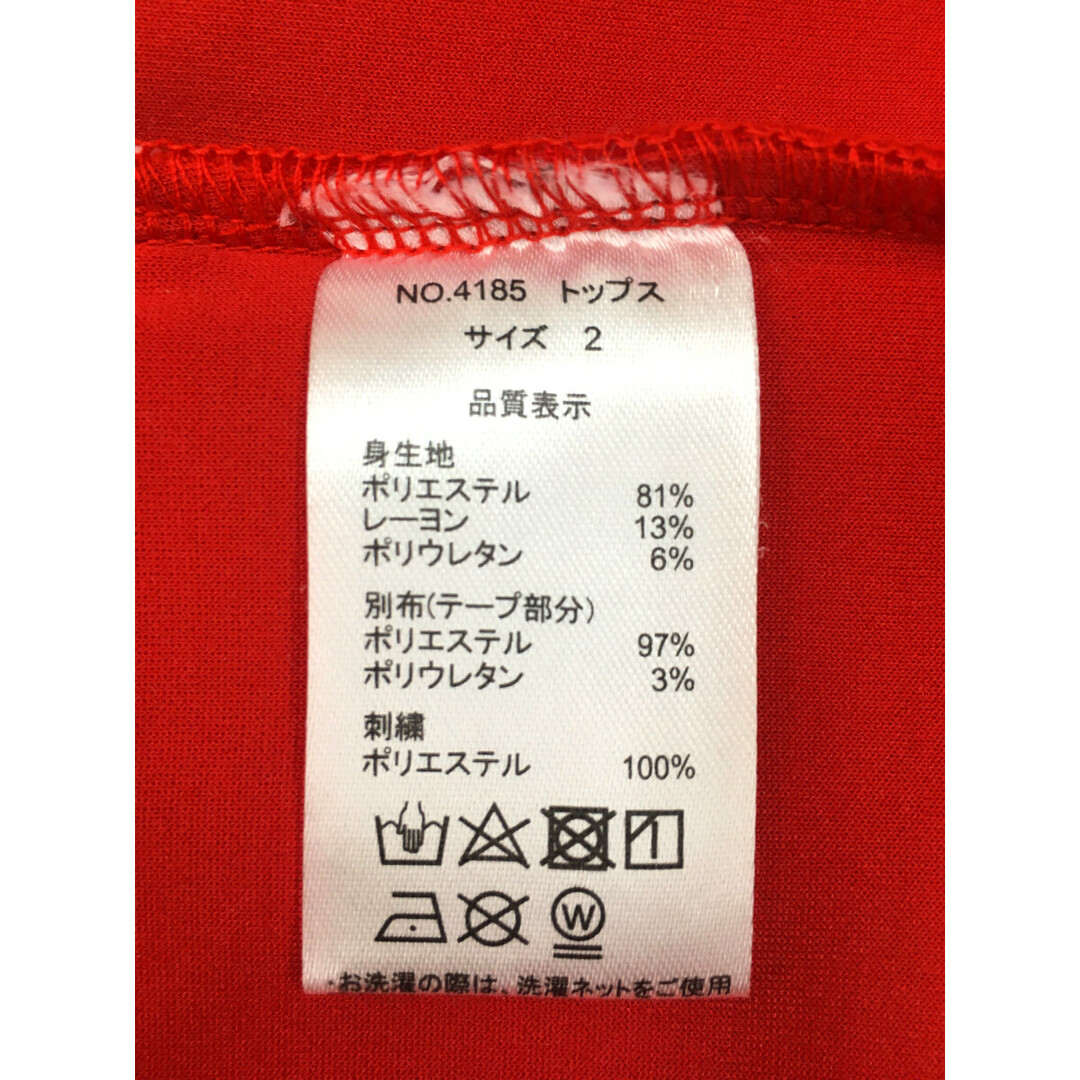 NO.4185 トップス
サイズ 2
品質表示
身生地
ポリエステル 81%
レーヨン 13%
ポリウレタン 6%
別布(テープ部分)
ポリエステル 97%
ポリウレタン 3%
刺繍
ポリエステル 100%
W
・お洗濯の際は、洗濯ネットをご使用